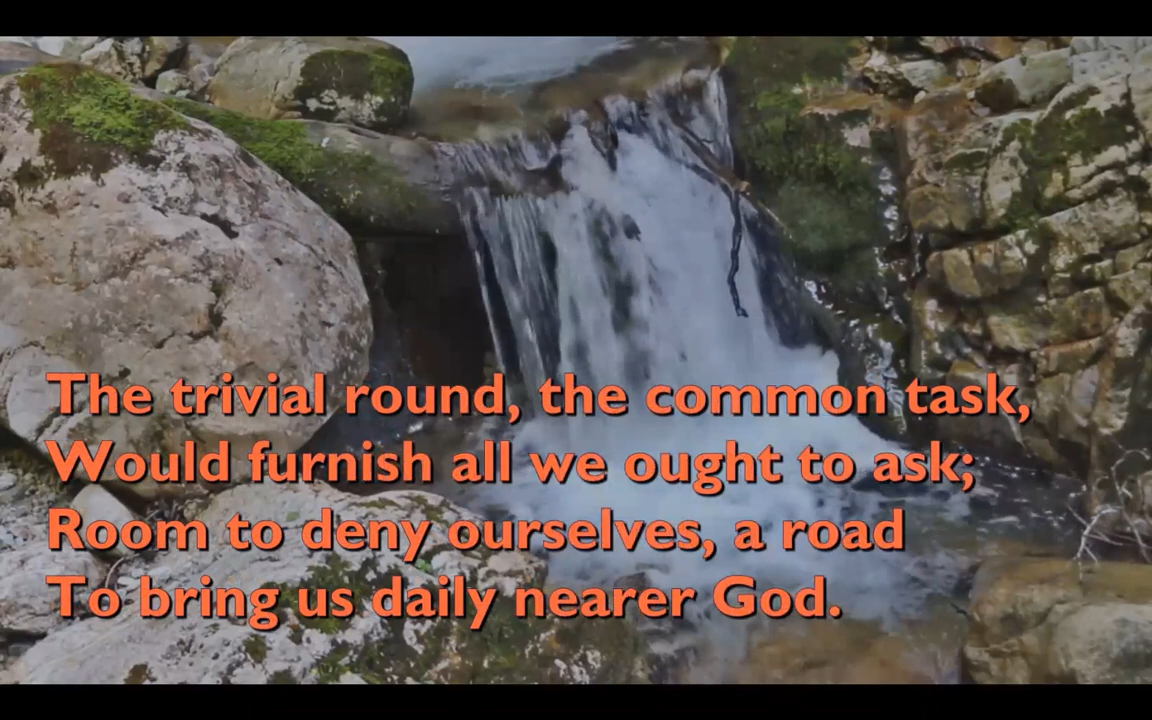 The trivial round, the common task,
Would furnish all we ought to ask;
Room to deny ourselves, a road
To bring us daily nearer God.